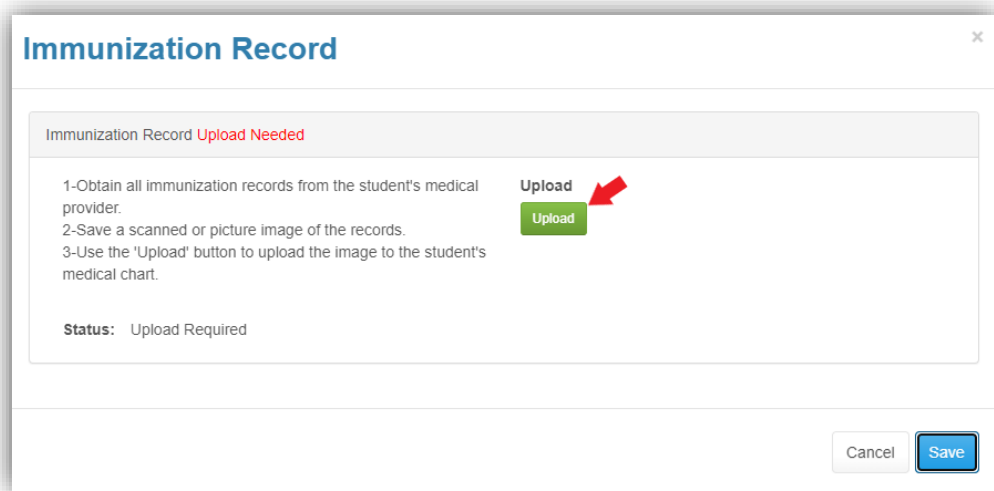 Immunization Record
×
Immunization Record Upload Needed
1-Obtain all immunization records from the student's medical
provider.
2-Save a scanned or picture image of the records.
3-Use the 'Upload' button to upload the image to the student's
medical chart.
Upload
Upload
Status: Upload Required
Cancel
Save